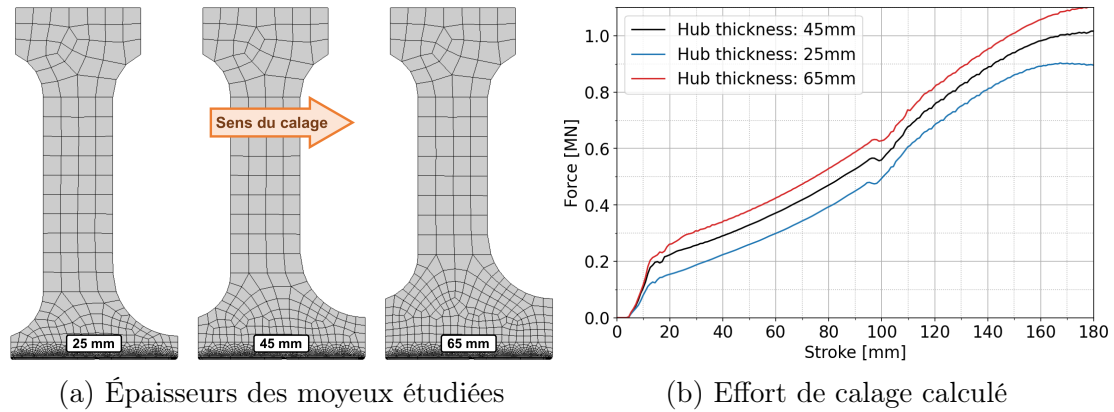 Sens du calage
25 mm
45 mm
65 mm
(a) Épaisseurs des moyeux étudiées
Hub thickness: 45mm
Hub thickness: 25mm
Hub thickness: 65mm
Force [MN]
1.0
0.8
0.6
0.4
0.2
0.0
0 20 40 60 80 100 120 140 160 180
Stroke [mm]
(b) Effort de calage calculé